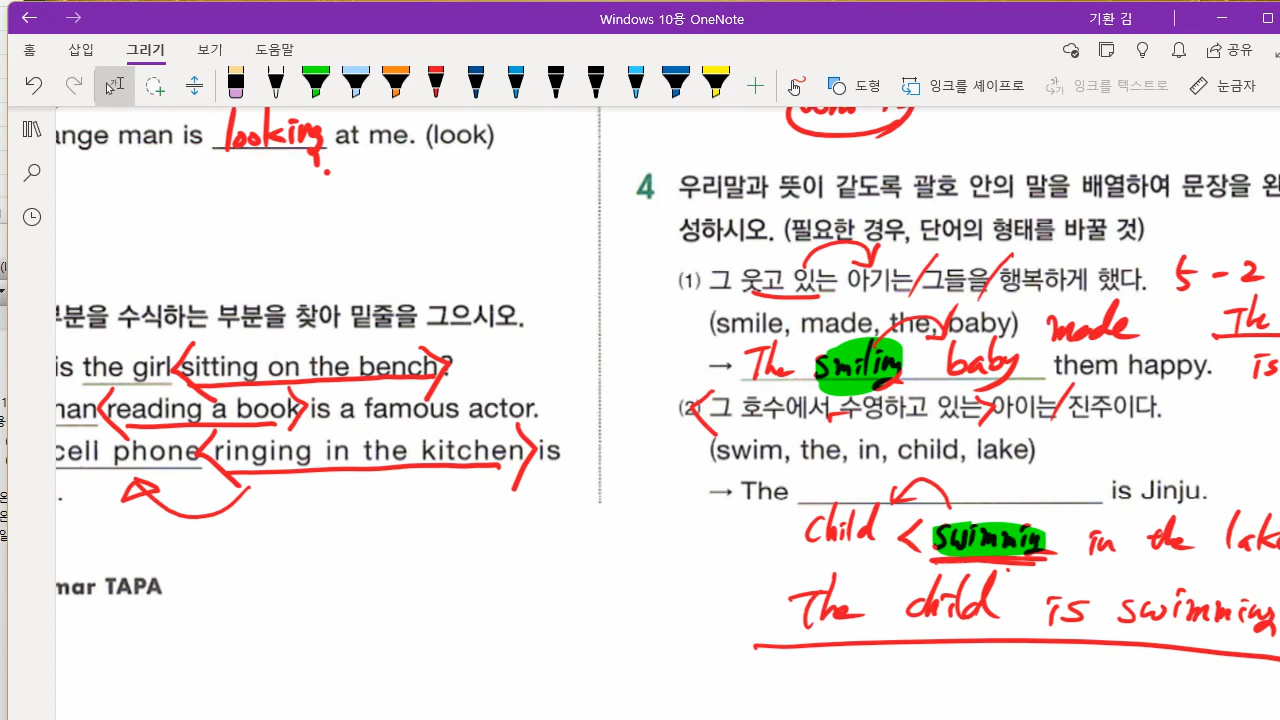 Windows 10용 OneNote
기환 김
홈 삽입 그리기 보기 도움말
공유
도형 잉크를 셰이프로 잉크를 텍스트로 눈금자
ange man is looking at me. (look)
부분을 수식하는 부분을 찾아 밑줄을 그으시오.
is the girl sitting on the bench?
man reading a book is a famous actor.
cell phone ringing in the kitchen is
.
mar TAPA
4 우리말과 뜻이 같도록 괄호 안의 말을 배열하여 문장을 완
성하시오. (필요한 경우, 단어의 형태를 바꿀 것)
(1) 그 웃고 있는 아기는 그들을 행복하게 했다. 5-2
(smile, made, the, baby) made The
→ The smiling baby them happy. is
(2) 그 호수에서 수영하고 있는 아이는 진주이다.
(swim, the, in, child, lake)
→ The is Jinju.
child < swimming in the lake
The child is swimming